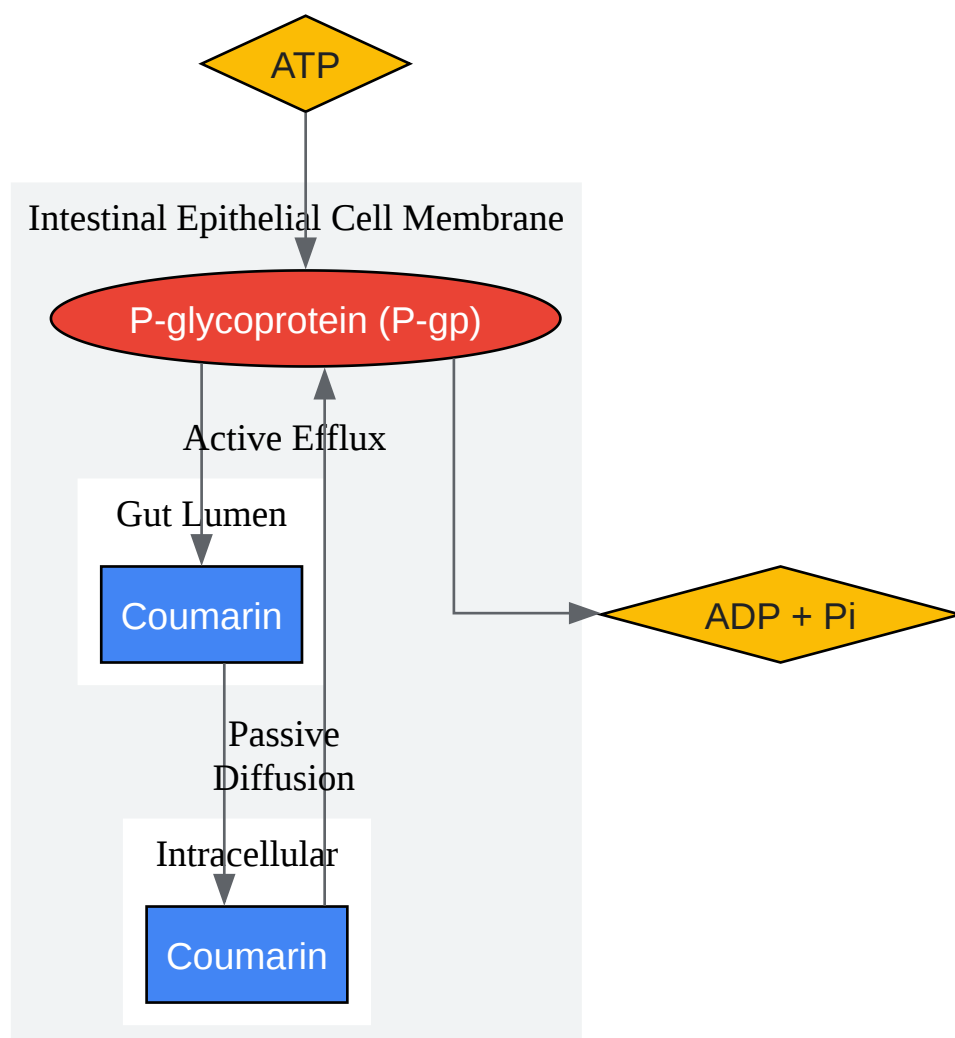 ATP
Intestinal Epithelial Cell Membrane
P-glycoprotein (P-gp)
Active Efflux
Gut Lumen
Coumarin
ADP + Pi
Passive
Diffusion
Intracellular
Coumarin